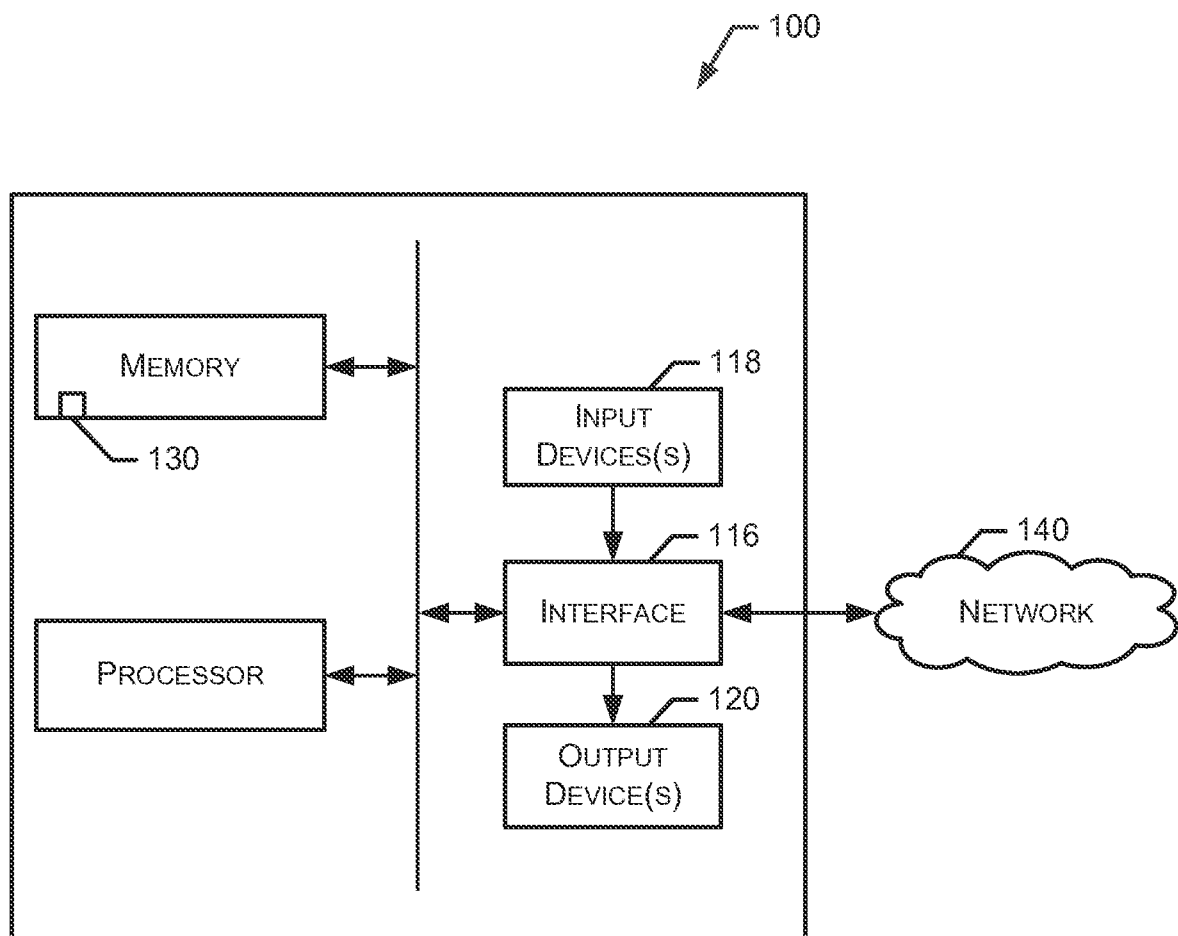 100
MEMORY
130
118
INPUT
DEVICES(S)
116
INTERFACE
140
NETWORK
PROCESSOR
120
OUTPUT
DEVICE(S)